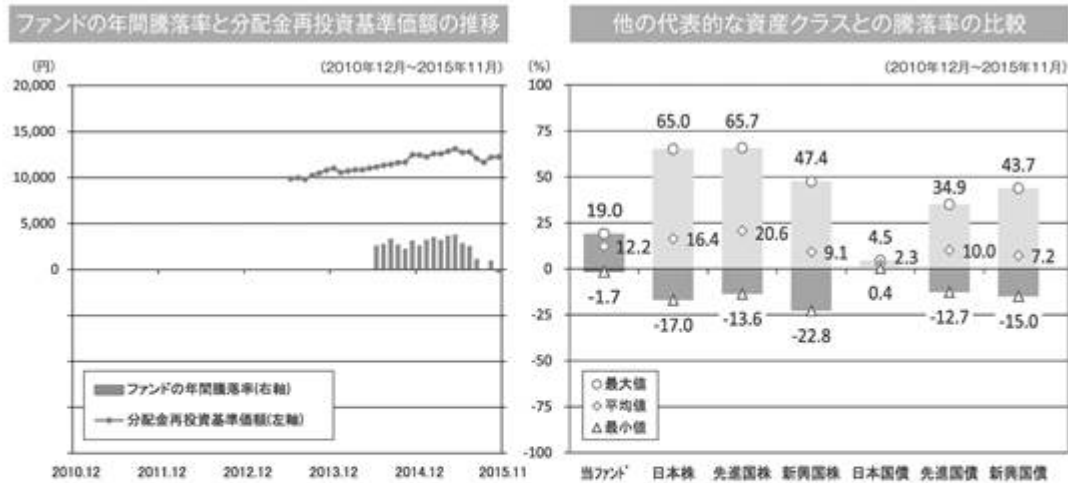 ファンドの年間騰落率と分配金再投資基準価額の推移
(円)
(2010年12月～2015年11月)
20,000
15,000
10,000
5,000
0
ファンドの年間騰落率(右軸)
分配金再投資基準価額(左軸)
2010.12 2011.12 2012.12 2013.12 2014.12 2015.11
他の代表的な資産クラスとの騰落率の比較
(%)
(2010年12月～2015年11月)
100
75
50
25
0
-25
-50
-75
-100
19.0 65.0 65.7 47.4 4.5 34.9 43.7
12.2 16.4 20.6 9.1 2.3 10.0 7.2
-1.7 -17.0 -13.6 -22.8 0.4 -12.7 -15.0
最大値
平均値
最小値
当ファンド 日本株 先進国株 新興国株 日本国債 先進国債 新興国債